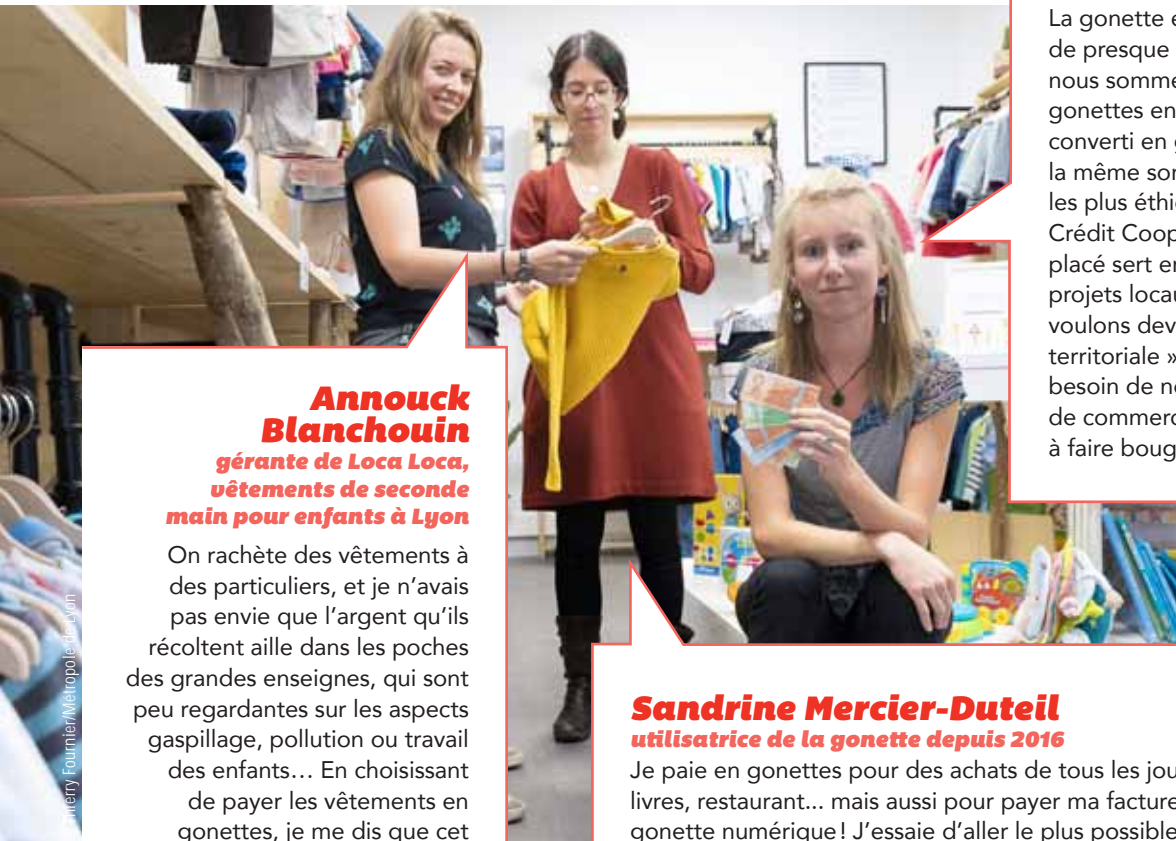 La gonette e
de presque
nous somme
gonettes en
converti en
la même som
les plus éthi
Crédit Coop
placé sert en
projets locau
voulons dev
territoriale »
besoin de no
de commerc
à faire boug
Annouck
Blanchouin
gérante de Loca Loca,
vêtements de seconde
main pour enfants à Lyon
On rachète des vêtements à
des particuliers, et je n’avais
pas envie que l’argent qu’ils
récoltent aille dans les poches
des grandes enseignes, qui sont
peu regardantes sur les aspects
gaspillage, pollution ou travail
des enfants… En choisissant
de payer les vêtements en
gonettes, je me dis que cet
Sandrine Mercier-Duteil
utilisatrice de la gonette depuis 2016
Je paie en gonettes pour des achats de tous les jou
livres, restaurant... mais aussi pour payer ma facture
gonette numérique! J’essaie d’aller le plus possible
Thierry Fournier/Métropole de Lyon